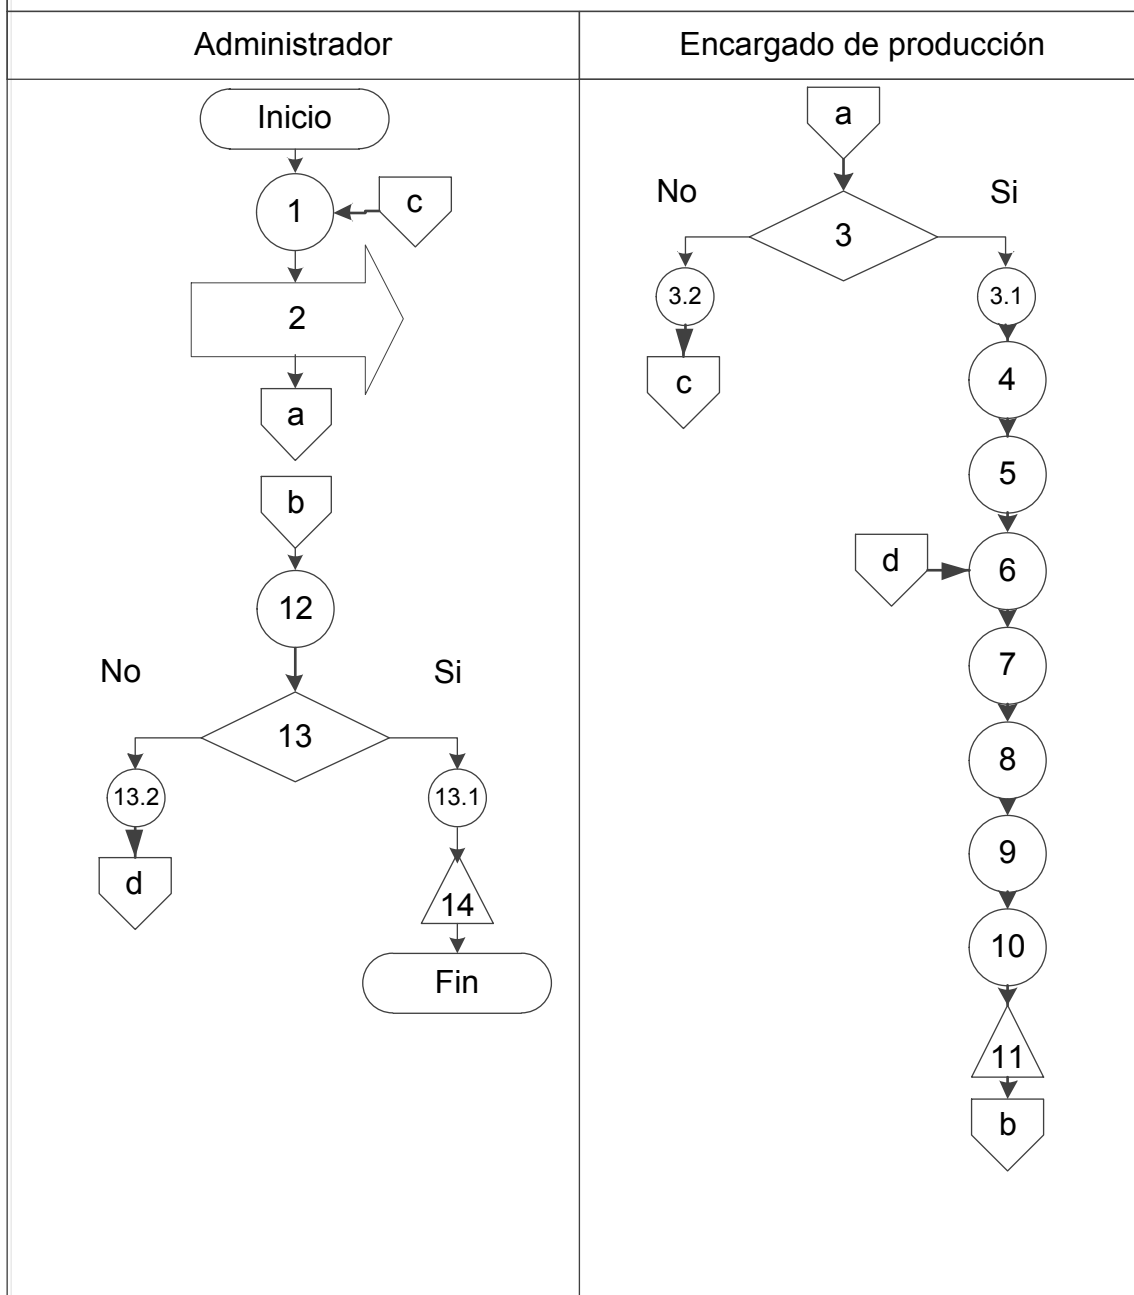 Administrador
Encargado de producción
Inicio
1
c
2
a
b
12
No
Si
13
13.2
13.1
d
14
Fin
a
No
Si
3
3.2
3.1
c
4
5
d
6
7
8
9
10
11
b